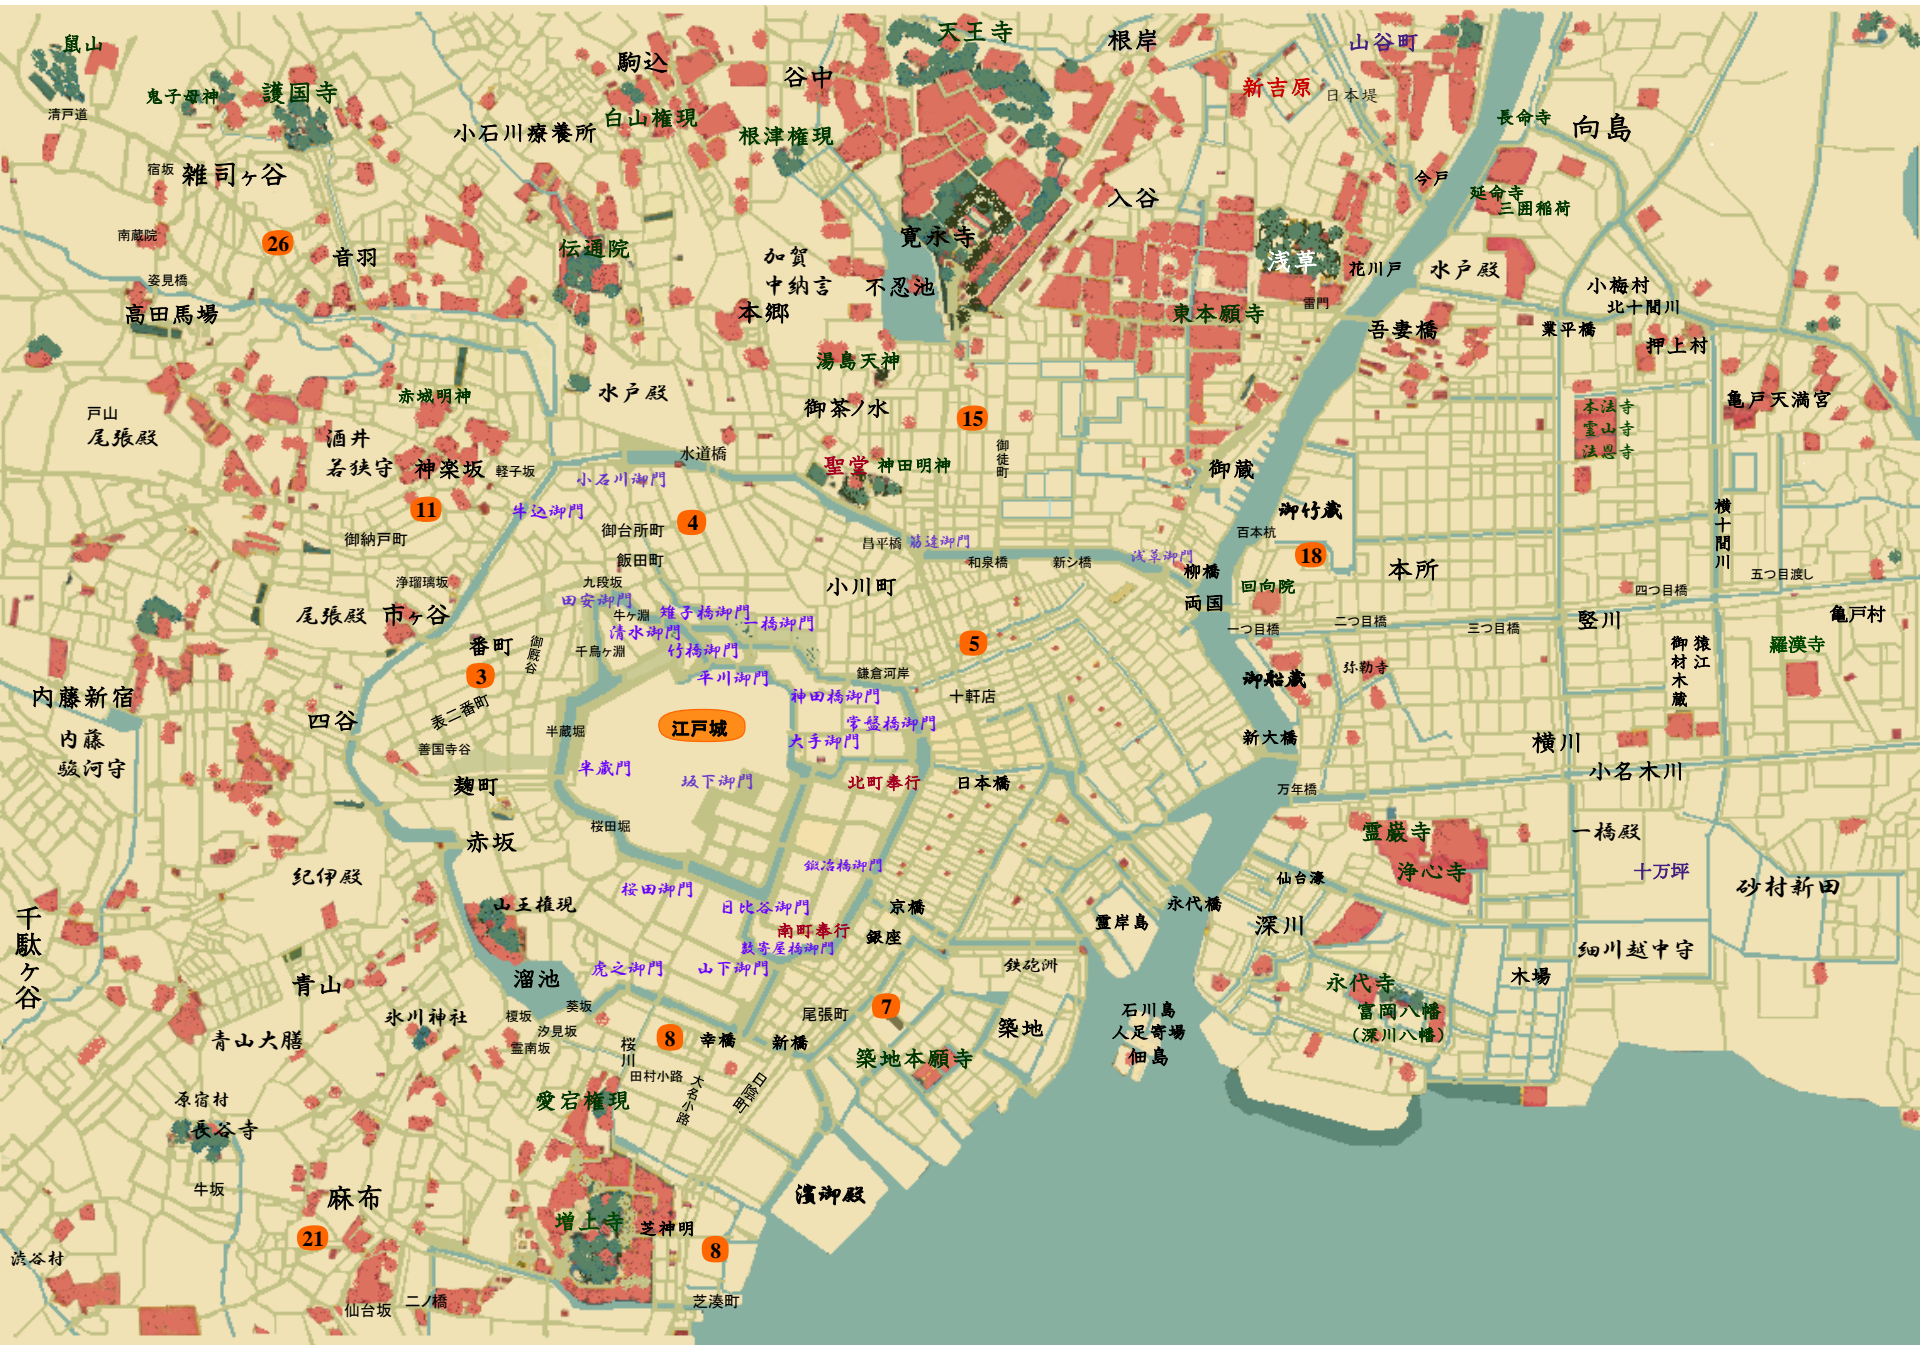 鼠山
鬼子母神
護国寺
清戸道
宿坂
雑司ヶ谷
南蔵院
26
音羽
姿見橋
高田馬場
小石川療養所
駒込
白山権現
谷中
根津権現
天王寺
根岸
入谷
寛永寺
不忍池
伝通院
加賀
中納言
本郷
新吉原
日本堤
山谷町
長命寺
向島
今戸
延命寺
三囲稲荷
浅草
花川戸
水戸殿
雷門
東本願寺
吾妻橋
小梅村
北十間川
業平橋
押上村
亀戸天満宮
本法寺
霊山寺
法恩寺
湯島天神
水戸殿
御茶ノ水
15
御徒町
聖堂
神田明神
水道橋
赤城明神
戸山
尾張殿
酒井
若狭守
神楽坂
軽子坂
11
小石川御門
牛込御門
4
御納戸町
御台所町
飯田町
昌平橋
筋違御門
和泉橋
新シ橋
浅草御門
御蔵
御竹蔵
百本杭
18
柳橋
両国
回向院
本所
横十間川
五つ目渡し
四つ目橋
亀戸村
竪川
三つ目橋
二つ目橋
一つ目橋
猿江
御材木蔵
羅漢寺
弥勒寺
御船蔵
新大橋
横川
小名木川
万年橋
浄瑠璃坂
九段坂
田安御門
牛ヶ淵
雉子橋御門
一橋御門
清水御門
竹橋御門
千鳥ヶ淵
小川町
5
尾張殿
市ヶ谷
番町
御厩谷
3
平川御門
鎌倉河岸
神田橋御門
十軒店
常盤橋御門
大手御門
江戸城
内藤新宿
内藤
駿河守
四谷
表二番町
善国寺谷
半蔵堀
半蔵門
坂下御門
北町奉行
日本橋
麹町
桜田堀
赤坂
紀伊殿
鍛冶橋御門
桜田御門
日比谷御門
南町奉行
数寄屋橋御門
京橋
銀座
山王権現
虎之御門
山下御門
溜池
葵坂
榎坂
汐見坂
霊南坂
千駄ヶ谷
青山
氷川神社
青山大膳
原宿村
長谷寺
牛坂
麻布
21
渋谷村
仙台坂
二ノ橋
桜川
8
幸橋
新橋
田村小路
大名小路
日陰町
愛宕権現
増上寺
芝神明
8
芝湊町
尾張町
7
築地本願寺
築地
鉄砲洲
濱御殿
霊岸島
永代橋
石川島
人足寄場
佃島
霊巌寺
浄心寺
仙台濠
深川
一橋殿
十万坪
砂村新田
細川越中守
木場
永代寺
富岡八幡
(深川八幡)